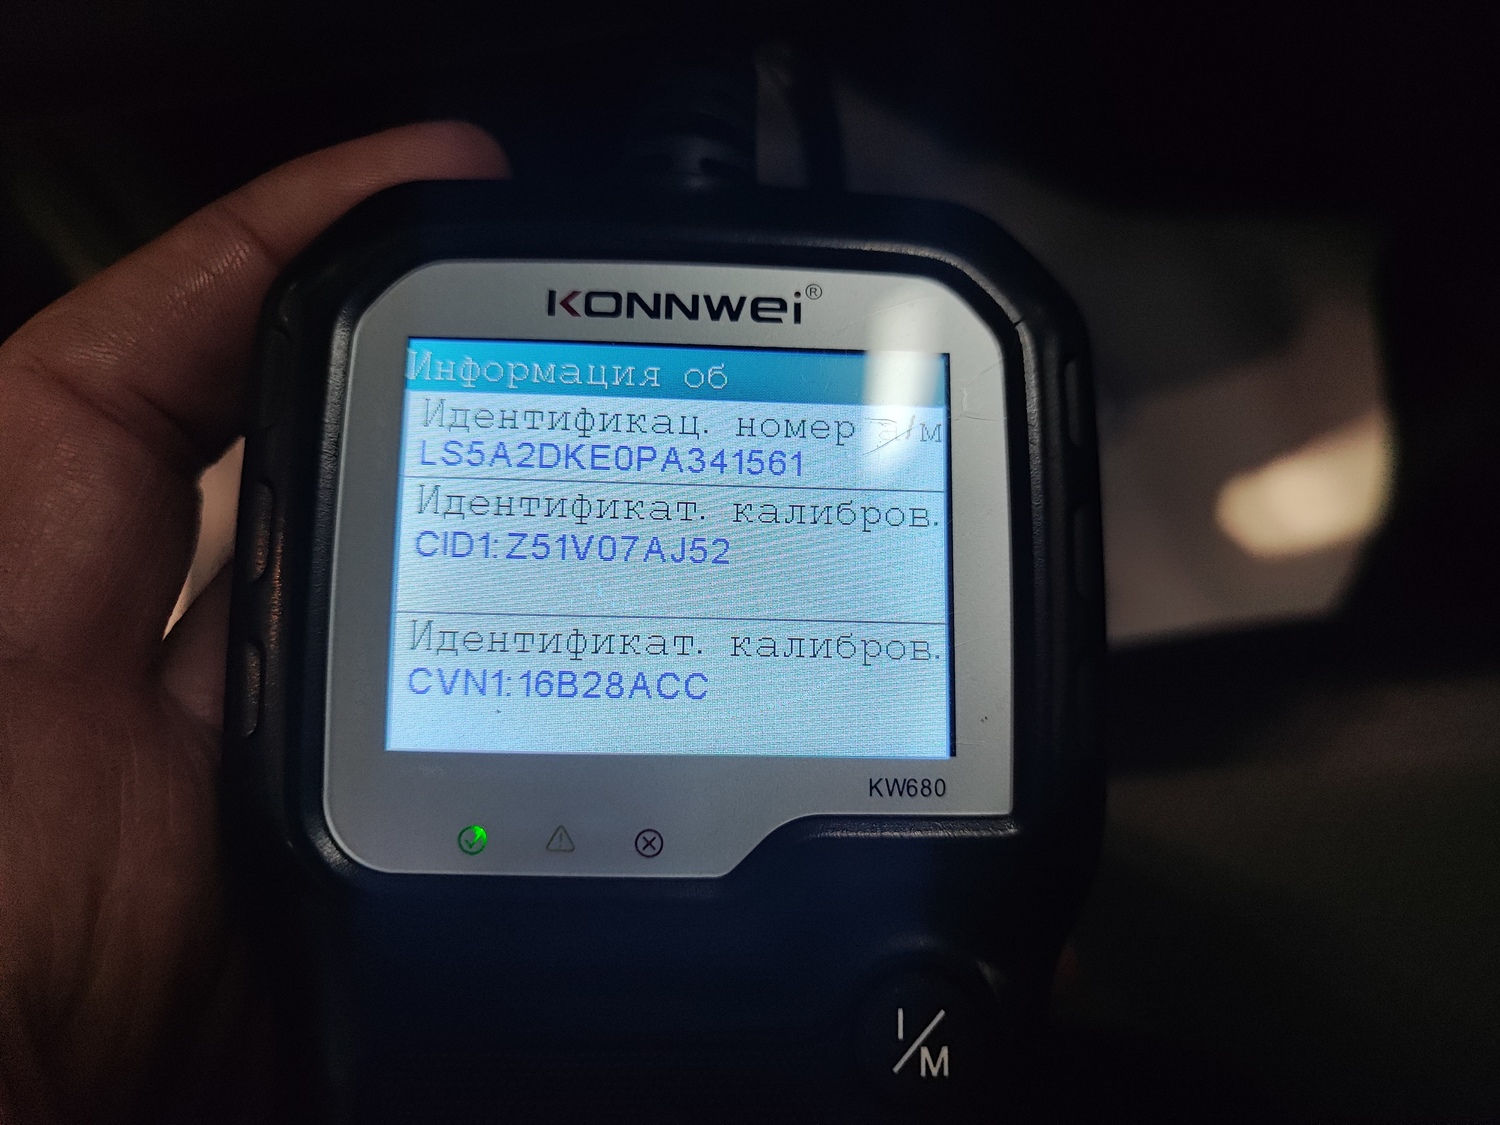 KONNWEI®
Информация об
Идентификац. номер а/м
LS5A2DKE0PA341561
Идентификат. калибров.
CID1:Z51V07AJ52
Идентификат. калибров.
CVN1:16B28ACC
KW680
I/M